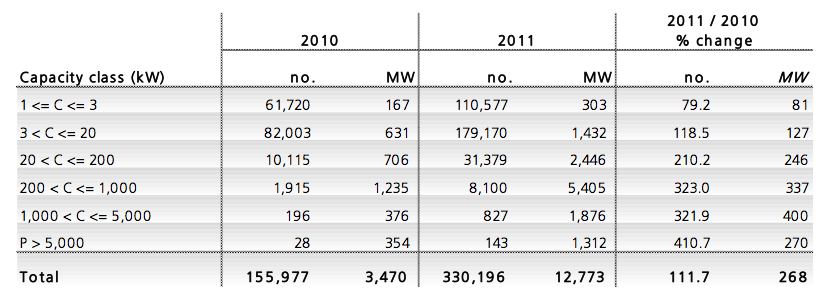 2011 / 2010
2010 2011 % change
Capacity class (kW) no. MW no. MW no. MW
1 <= C <= 3 61,720 167 110,577 303 79.2 81
3 < C <= 20 82,003 631 179,170 1,432 118.5 127
20 < C <= 200 10,115 706 31,379 2,446 210.2 246
200 < C <= 1,000 1,915 1,235 8,100 5,405 323.0 337
1,000 < C <= 5,000 196 376 827 1,876 321.9 400
P > 5,000 28 354 143 1,312 410.7 270
Total 155,977 3,470 330,196 12,773 111.7 268